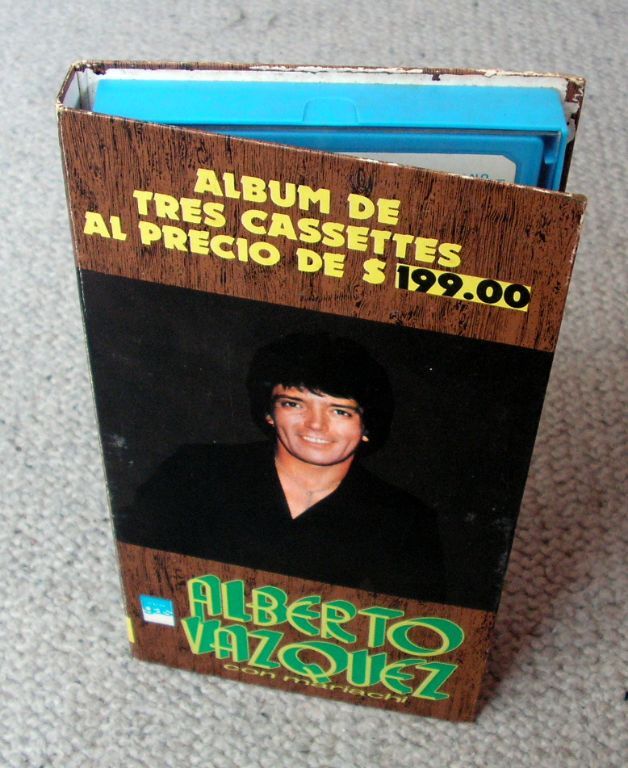 ALBUM DE
TRES CASSETTES
AL PRECIO DE $ 199.00
ALBERTO
VAZQUEZ
con mariachi